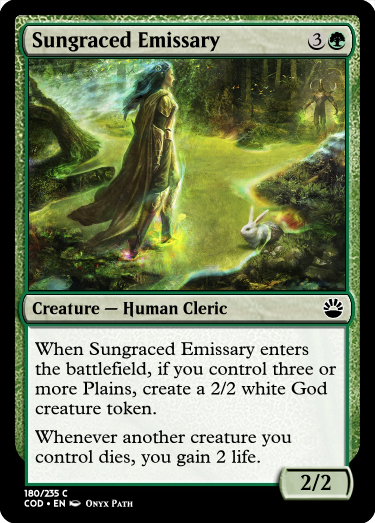 Sungraced Emissary 3
Creature — Human Cleric
When Sungraced Emissary enters
the battlefield, if you control three or
more Plains, create a 2/2 white God
creature token.
Whenever another creature you
control dies, you gain 2 life.
2/2
180/235 C
COD • EN Onyx Path